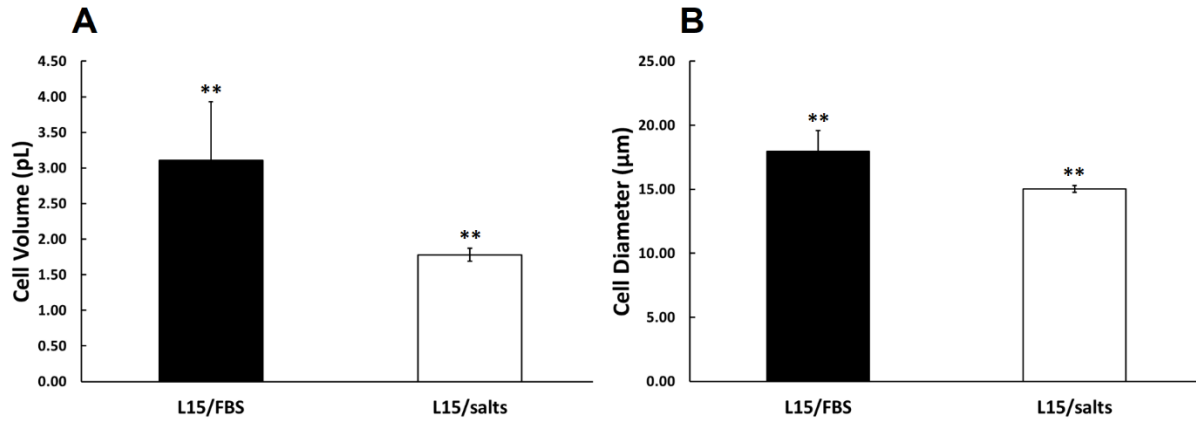 A
Cell Volume (pL)
4.50
4.00
3.50
3.00
2.50
2.00
1.50
1.00
0.50
0.00
**
**
L15/FBS
L15/salts
B
Cell Diameter (µm)
25.00
20.00
15.00
10.00
5.00
0.00
**
**
L15/FBS
L15/salts